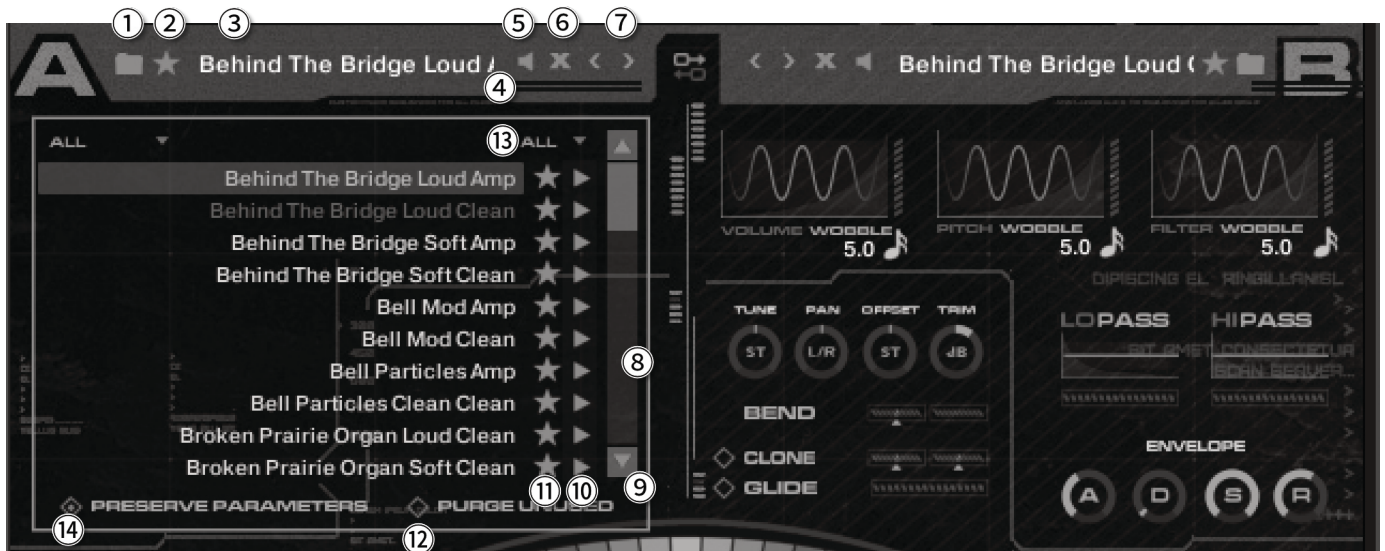 ① ② ③ ⑤ ⑥ ⑦
A Behind The Bridge Loud
④
Behind The Bridge Loud B
ALL ⑬ ALL
Behind The Bridge Loud Amp
Behind The Bridge Loud Clean
Behind The Bridge Soft Amp
Behind The Bridge Soft Clean
Bell Mod Amp
Bell Mod Clean
Bell Particles Amp
Bell Particles Clean Clean
Broken Prairie Organ Loud Clean
Broken Prairie Organ Soft Clean
⑧
⑪ ⑩ ⑨
PRESERVE PARAMETERS PURGE UNUSED
⑭ ⑫
VOLUME WOBBLE PITCH WOBBLE FILTER WOBBLE
5.0 5.0 5.0
DIPISCING EL
TUNE PAN OFFSET TRIM
ST L/R ST dB
LOPASS HIPASS
SIT AMET CONSECTETUR
BEND
CLONE
GLIDE
ENVELOPE
A D S R